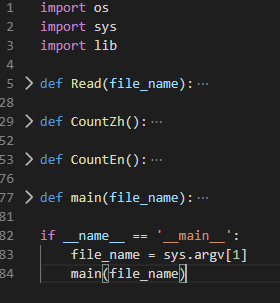 1 import os
2 import sys
3 import lib
4
5 def Read(file_name):···
28
29 def CountZh():···
52
53 def CountEn():···
76
77 def main(file_name):···
81
82 if __name__ == '__main__':
83 file_name = sys.argv[1]
84 main(file_name)